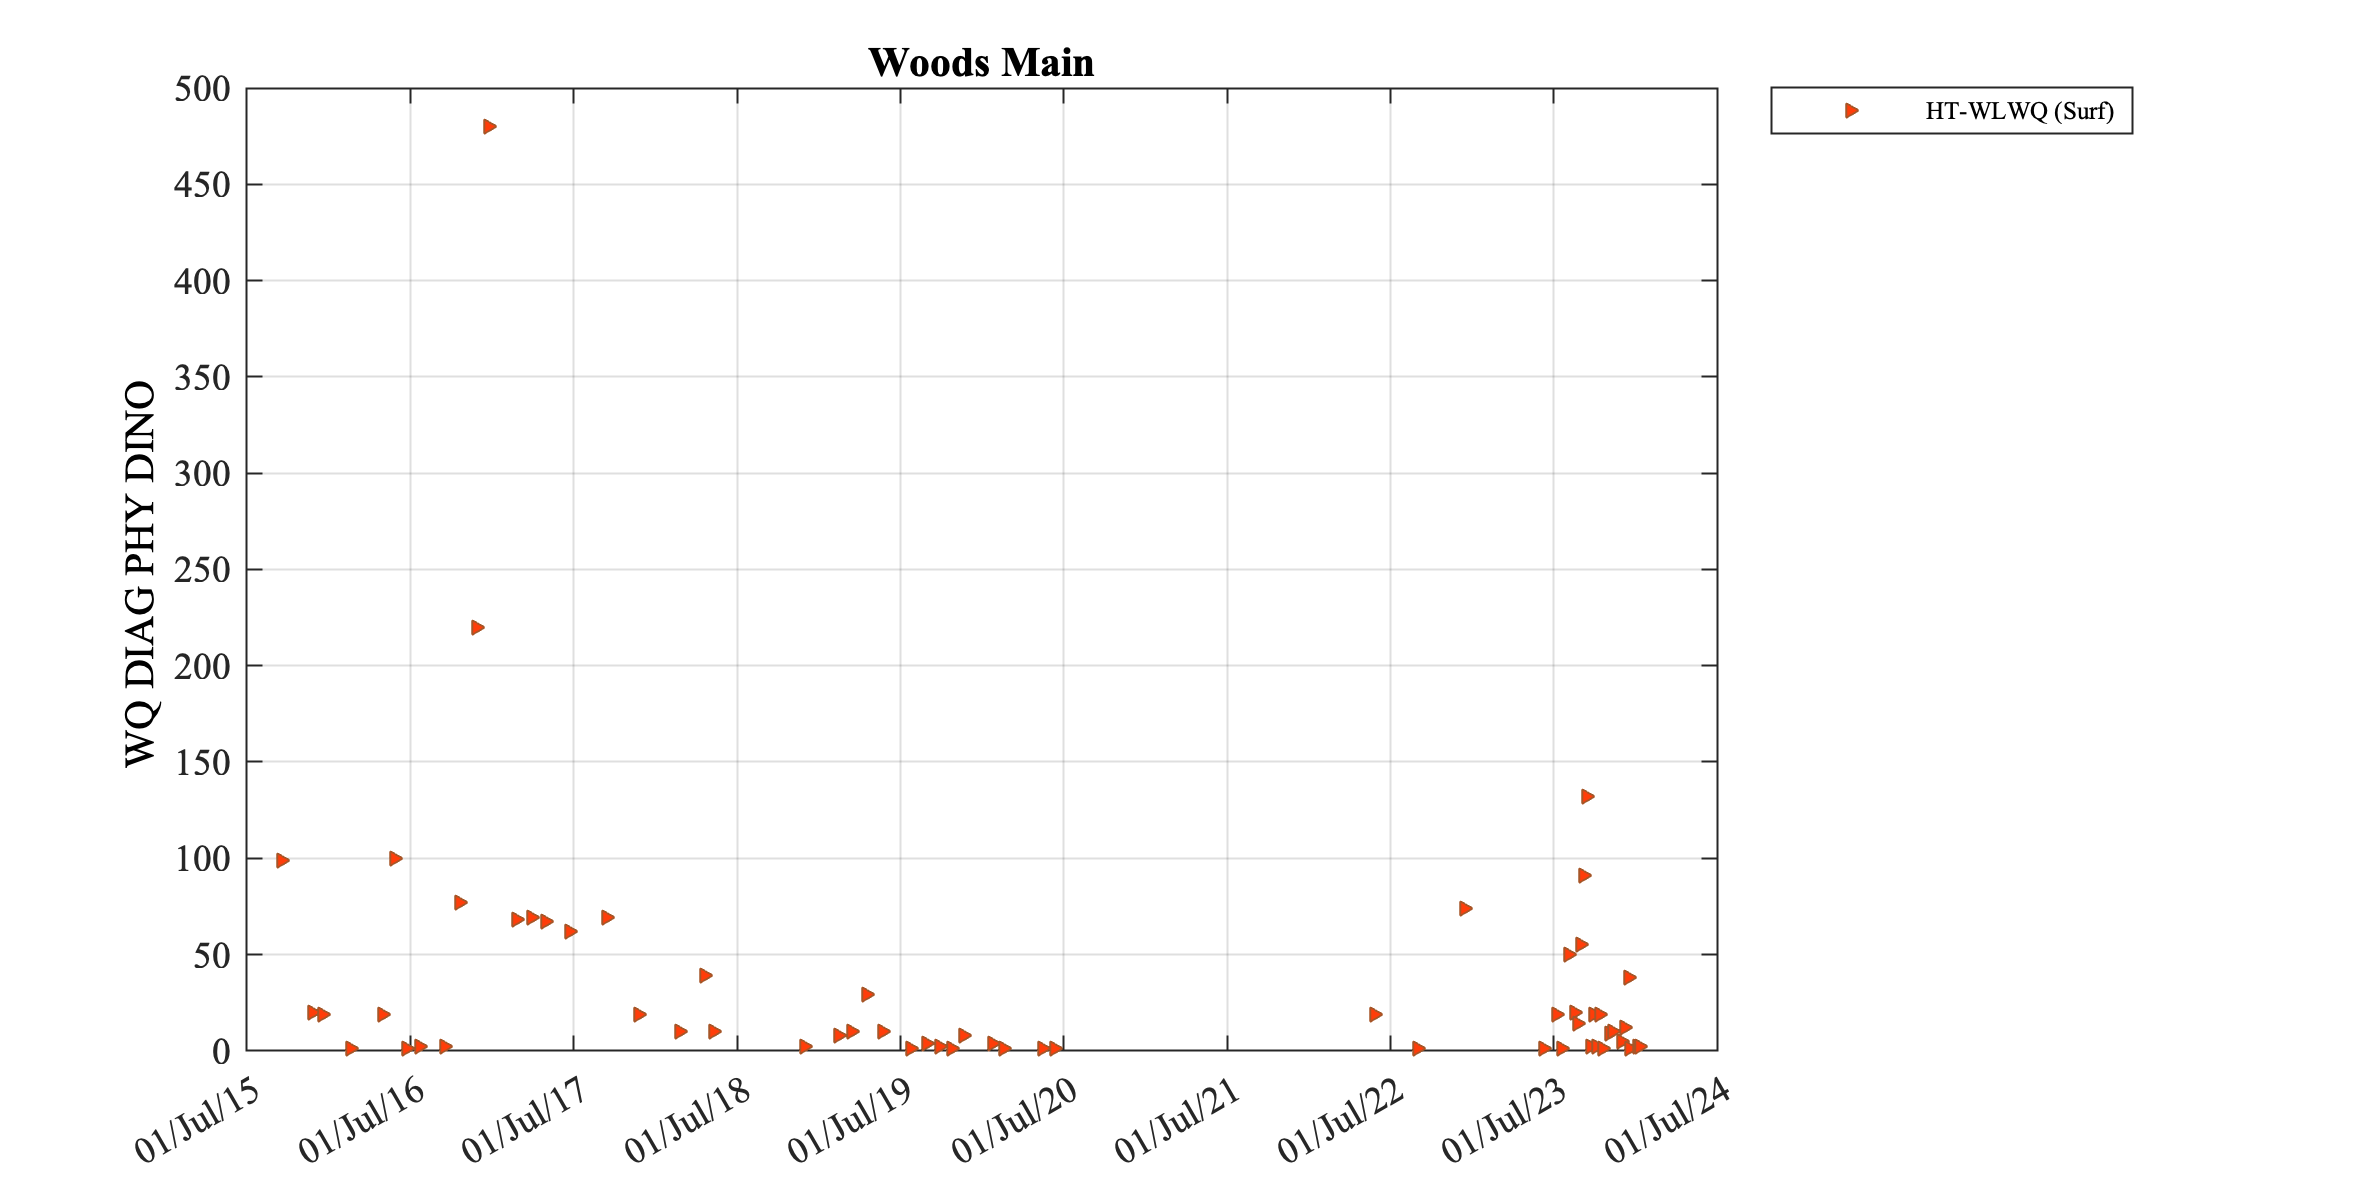 Woods Main
HT-WLWQ (Surf)
WQ DIAG PHY DINO
500
450
400
350
300
250
200
150
100
50
0
01/Jul/15
01/Jul/16
01/Jul/17
01/Jul/18
01/Jul/19
01/Jul/20
01/Jul/21
01/Jul/22
01/Jul/23
01/Jul/24